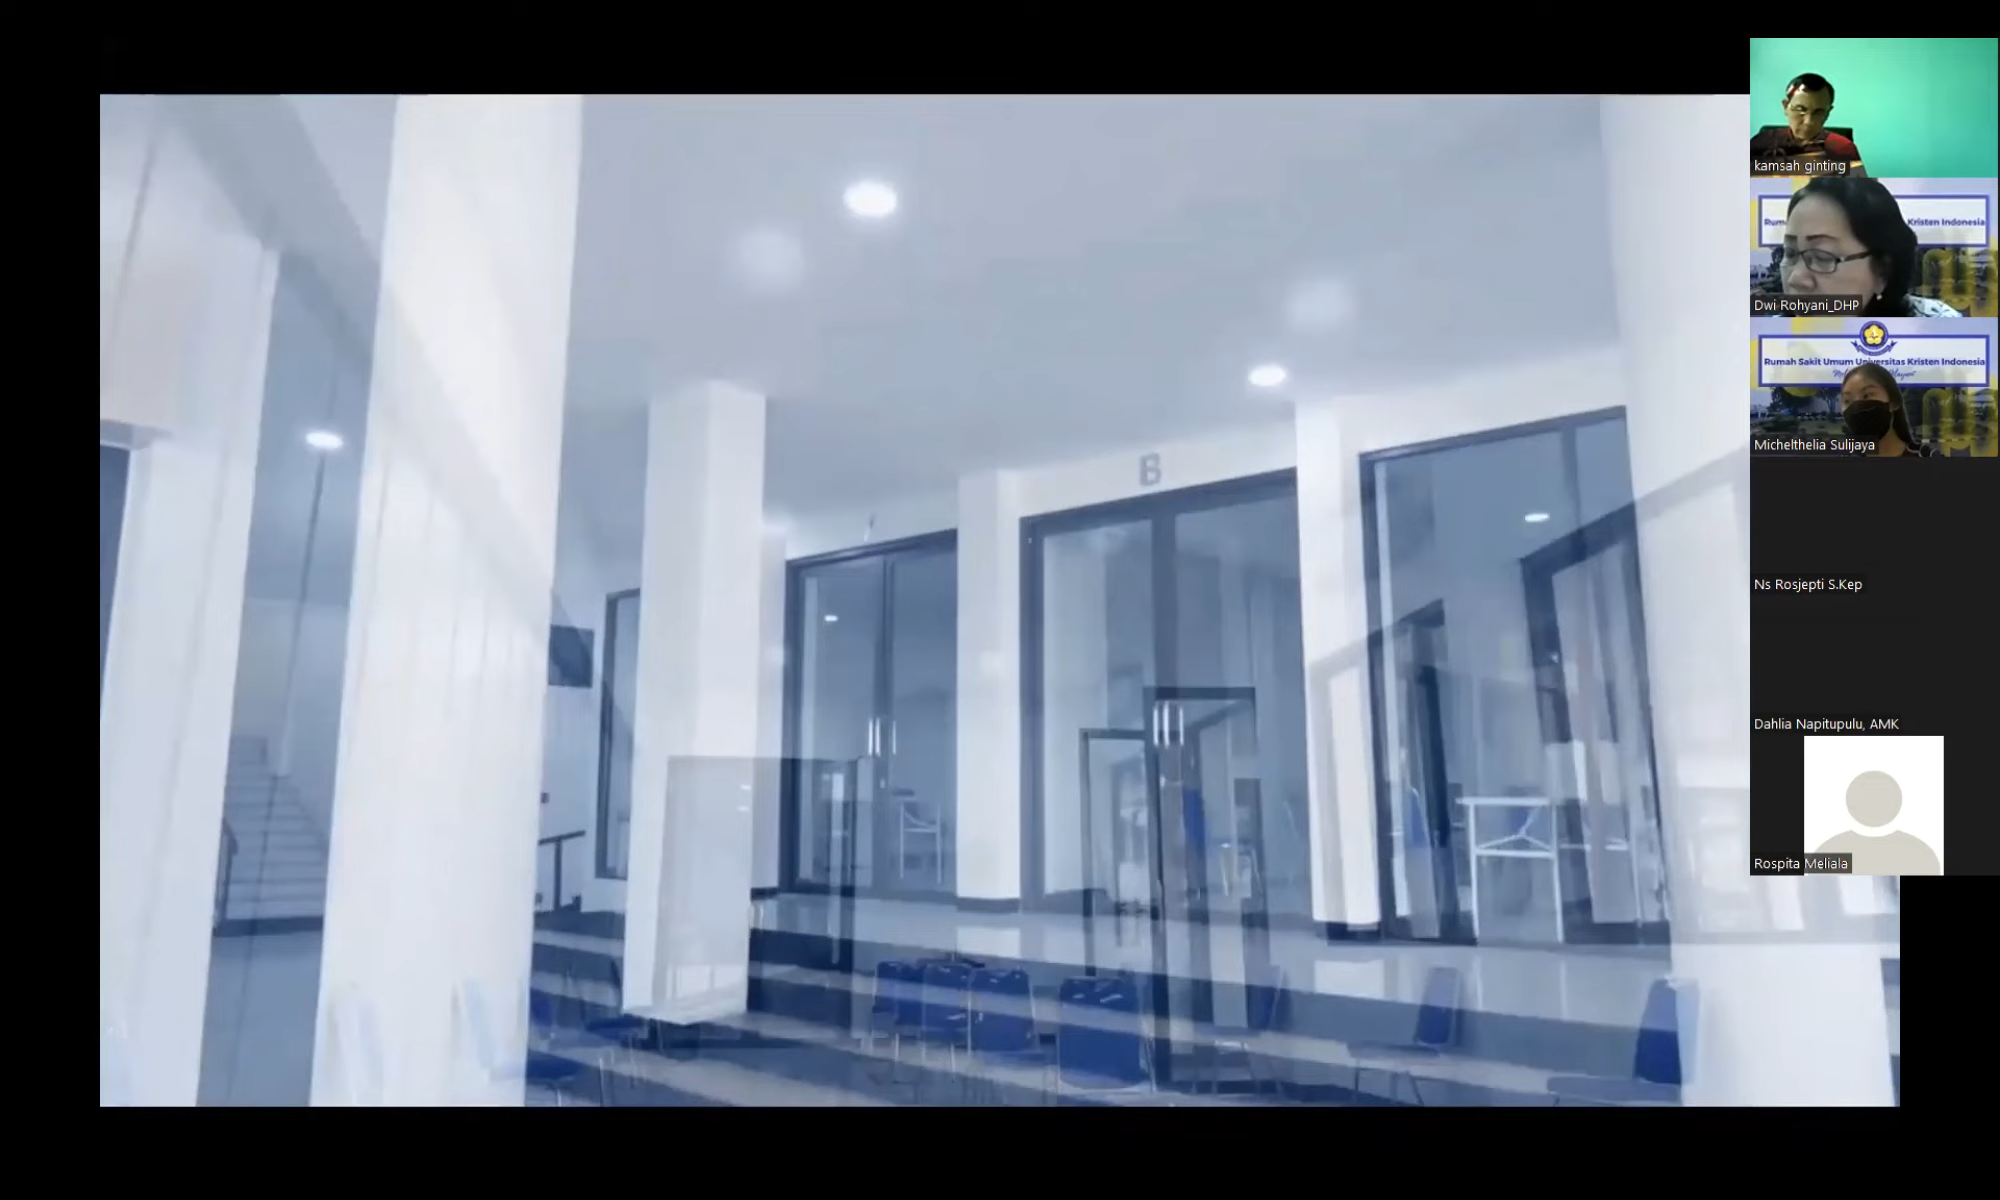 B
kamsah ginting
Rum Kristen Indonesia
Dwi Rohyani_DHP
Rumah Sakit Umum Universitas Kristen Indonesia
Michelthelia Sulijaya
Ns Rosjepti S.Kep
Dahlia Napitupulu, AMK
Rospita Meliala